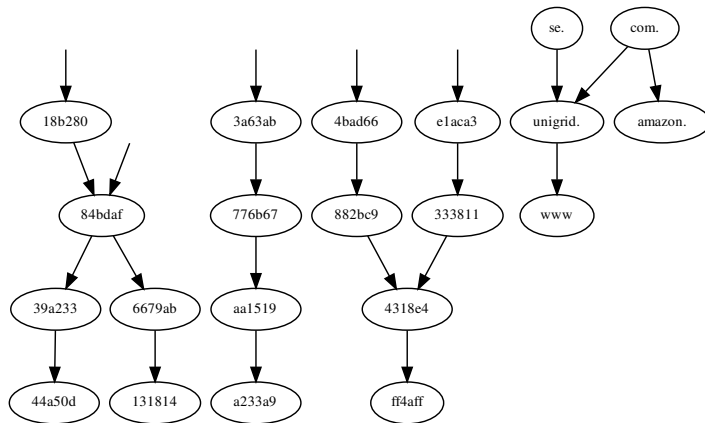 se. com.
18b280 3a63ab 4bad66 e1aca3 unigrid. amazon.
84bdaf 776b67 882bc9 333811 www
39a233 6679ab aa1519 4318e4
44a50d 131814 a233a9 ff4aff